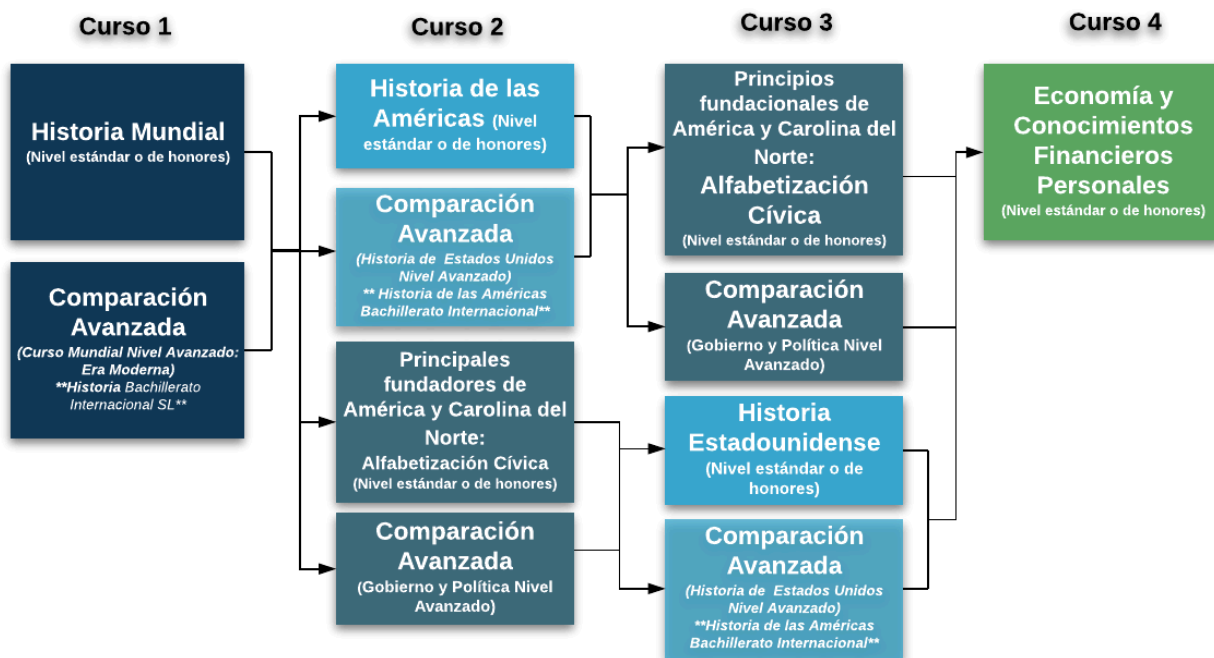 Curso 1
Historia Mundial
(Nivel estándar o de honores)
Comparación
Avanzada
(Curso Mundial Nivel Avanzado:
Era Moderna)
**Historia Bachillerato
Internacional SL**
Curso 2
Historia de las
Américas (Nivel
estándar o de honores)
Comparación
Avanzada
(Historia de Estados Unidos
Nivel Avanzado)
** Historia de las Américas
Bachillerato Internacional**
Principales
fundadores de
América y Carolina del
Norte:
Alfabetización Cívica
(Nivel estándar o de honores)
Comparación
Avanzada
(Gobierno y Política Nivel
Avanzado)
Curso 3
Principios
fundacionales de
América y Carolina del
Norte:
Alfabetización
Cívica
(Nivel estándar o de honores)
Comparación
Avanzada
(Gobierno y Política Nivel
Avanzado)
Historia
Estadounidense
(Nivel estándar o de
honores)
Comparación
Avanzada
(Historia de Estados Unidos
Nivel Avanzado)
**Historia de las Américas
Bachillerato Internacional**
Curso 4
Economía y
Conocimientos
Financieros
Personales
(Nivel estándar o de honores)